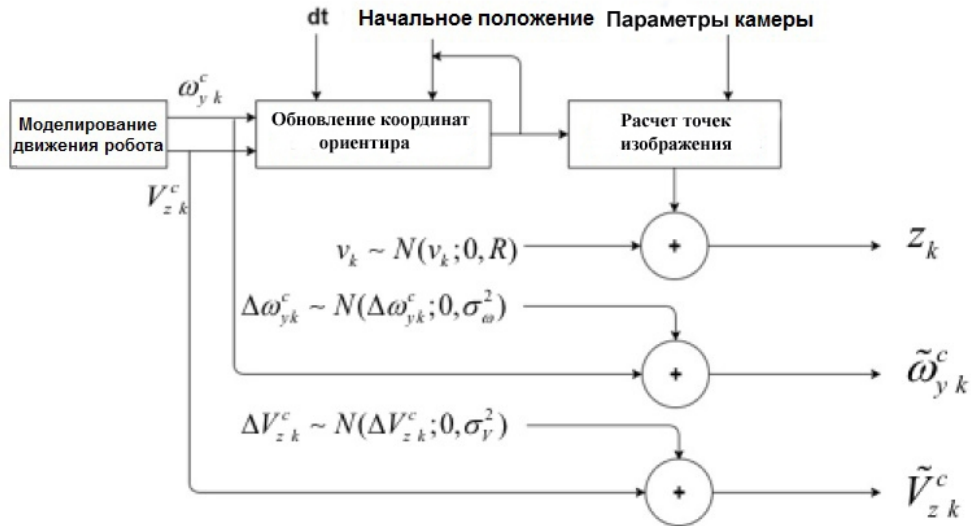 dt
Начальное положение
Параметры камеры
ω^c_{y k}
Моделирование
движения робота
Обновление координат
ориентира
Расчет точек
изображения
V^c_{z k}
v_k ~ N(v_k; 0, R)
+
z_k
Δω^c_{yk} ~ N(Δω^c_{yk}; 0, σ^2_ω)
+
ω̃^c_{y k}
ΔV^c_{z k} ~ N(ΔV^c_{z k}; 0, σ^2_V)
+
Ṽ^c_{z k}